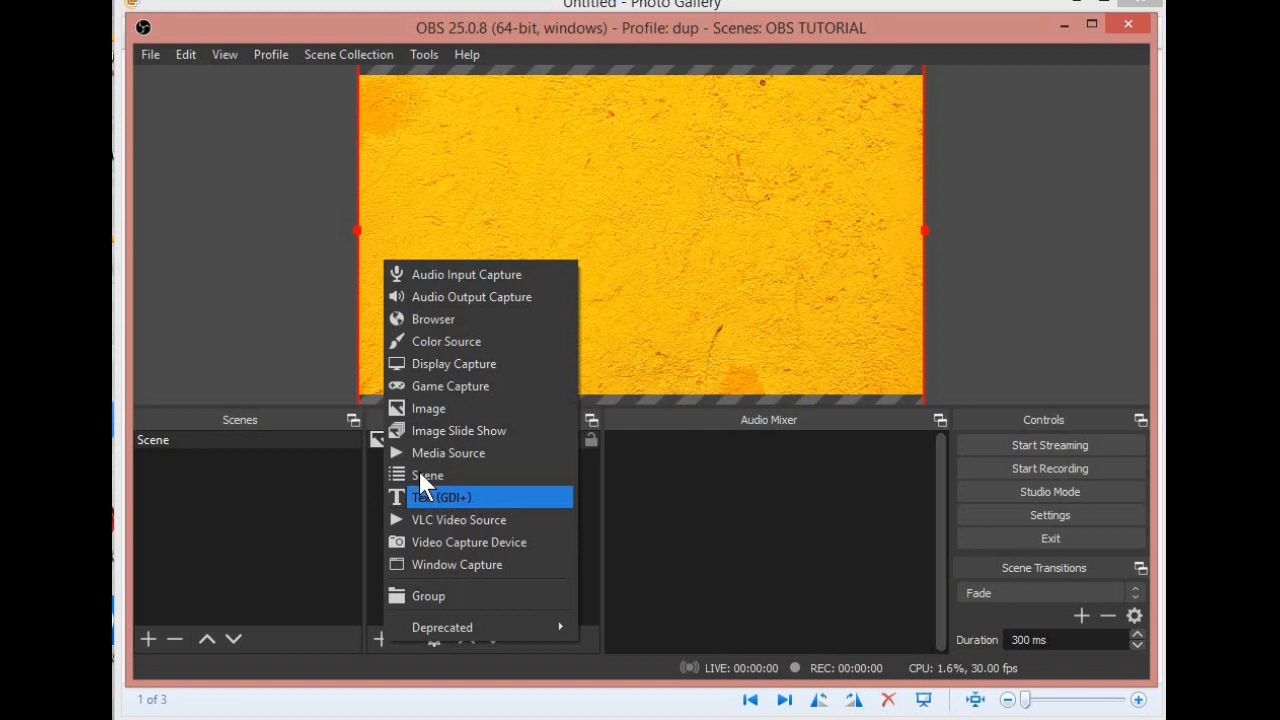 Untitled - Photo Gallery
OBS 25.0.8 (64-bit, windows) - Profile: dup - Scenes: OBS TUTORIAL
File Edit View Profile Scene Collection Tools Help
Audio Input Capture
Audio Output Capture
Browser
Color Source
Display Capture
Game Capture
Image
Image Slide Show
Media Source
Scene
Text (GDI+)
VLC Video Source
Video Capture Device
Window Capture
Group
Deprecated
Scenes
Scene
Audio Mixer
Controls
Start Streaming
Start Recording
Studio Mode
Settings
Exit
Scene Transitions
Fade
Duration 300 ms
LIVE: 00:00:00 REC: 00:00:00 CPU: 1.6%, 30.00 fps
1 of 3